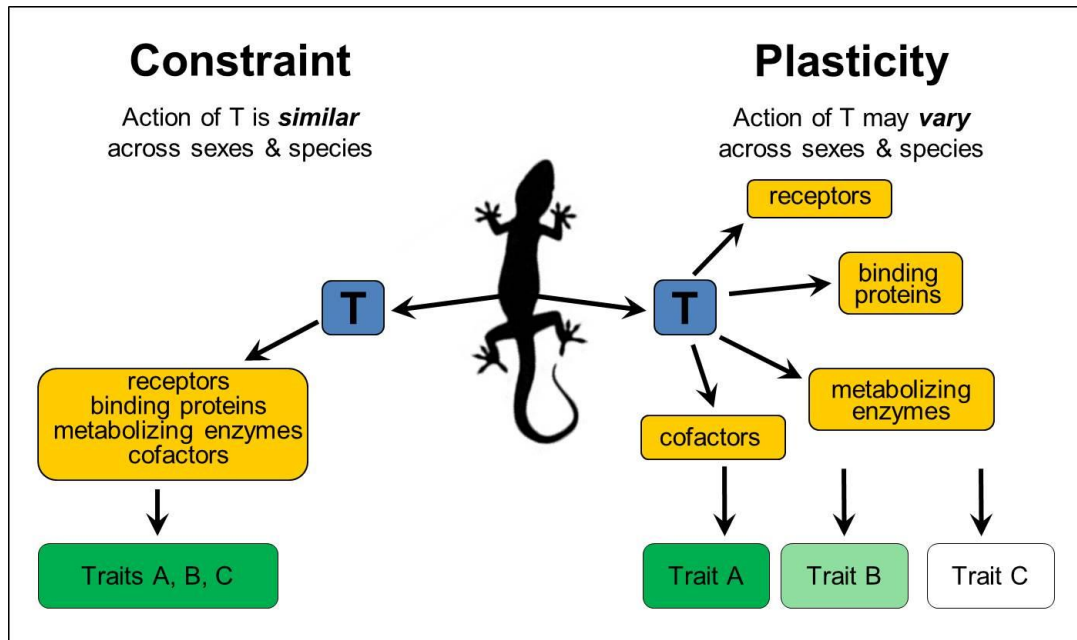 Constraint
Action of T is similar
across sexes & species
T
receptors
binding proteins
metabolizing enzymes
cofactors
Traits A, B, C
Plasticity
Action of T may vary
across sexes & species
receptors
T
binding
proteins
metabolizing
enzymes
cofactors
Trait A
Trait B
Trait C